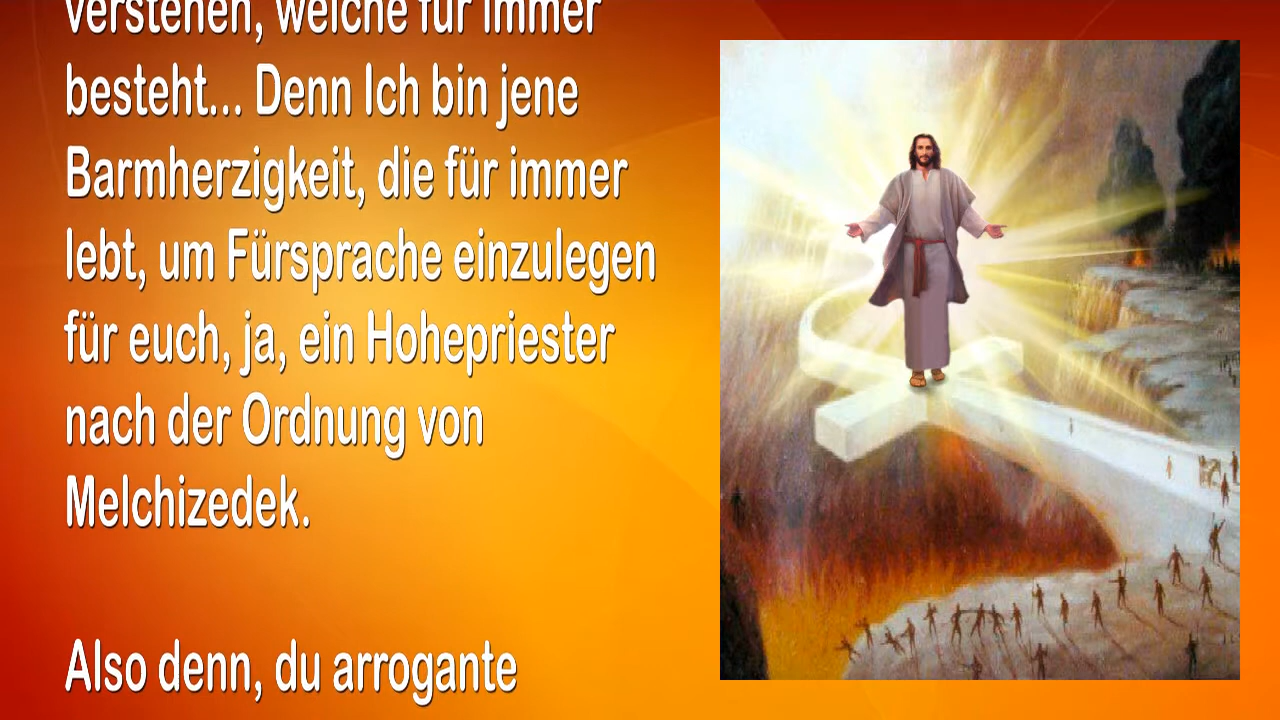 verstehen, welche für immer
besteht... Denn Ich bin jene
Barmherzigkeit, die für immer
lebt, um Fürsprache einzulegen
für euch, ja, ein Hohepriester
nach der Ordnung von
Melchizedek.
Also denn, du arrogante